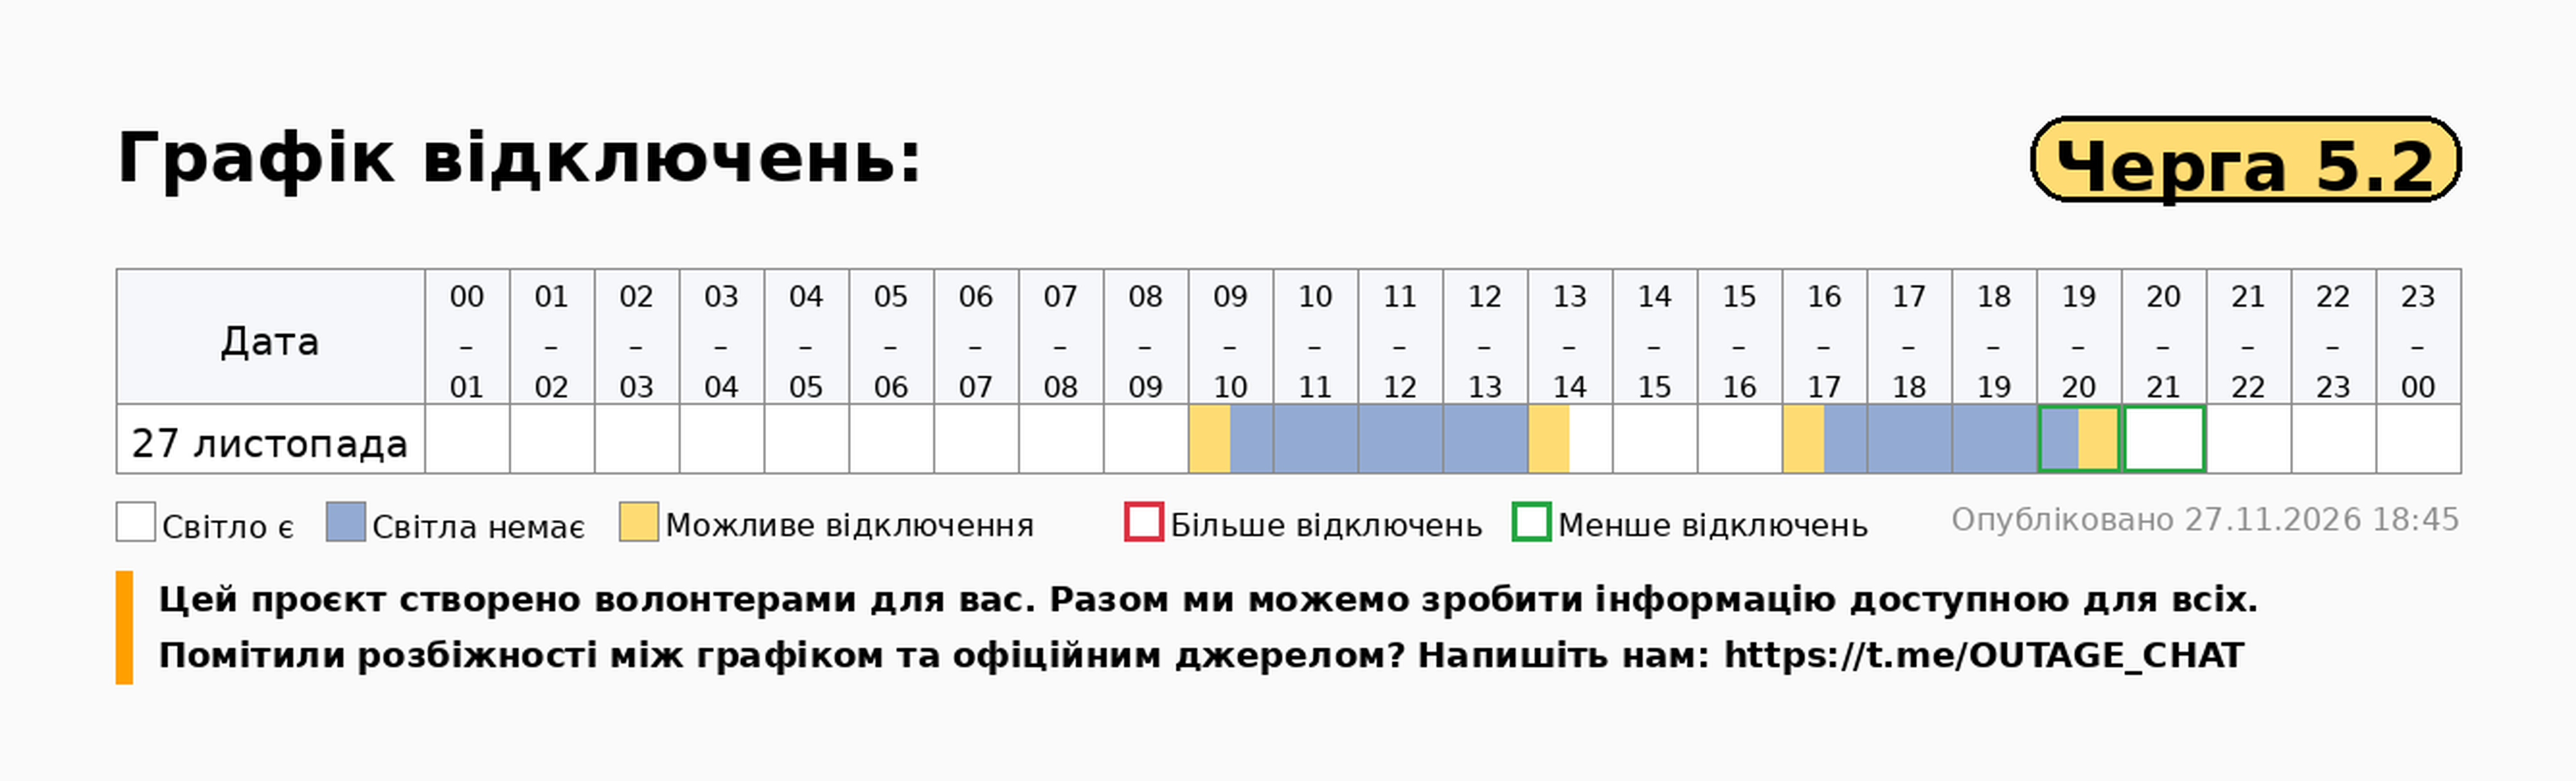 Графік відключень:
Черга 5.2
Дата 00 – 01 01 – 02 02 – 03 03 – 04 04 – 05 05 – 06 06 – 07 07 – 08 08 – 09 09 – 10 10 – 11 11 – 12 12 – 13 13 – 14 14 – 15 15 – 16 16 – 17 17 – 18 18 – 19 19 – 20 20 – 21 21 – 22 22 – 23 23 – 00
27 листопада
Світло є Світла немає Можливе відключення Більше відключень Менше відключень Опубліковано 27.11.2026 18:45
Цей проєкт створено волонтерами для вас. Разом ми можемо зробити інформацію доступною для всіх.
Помітили розбіжності між графіком та офіційним джерелом? Напишіть нам: https://t.me/OUTAGE_CHAT